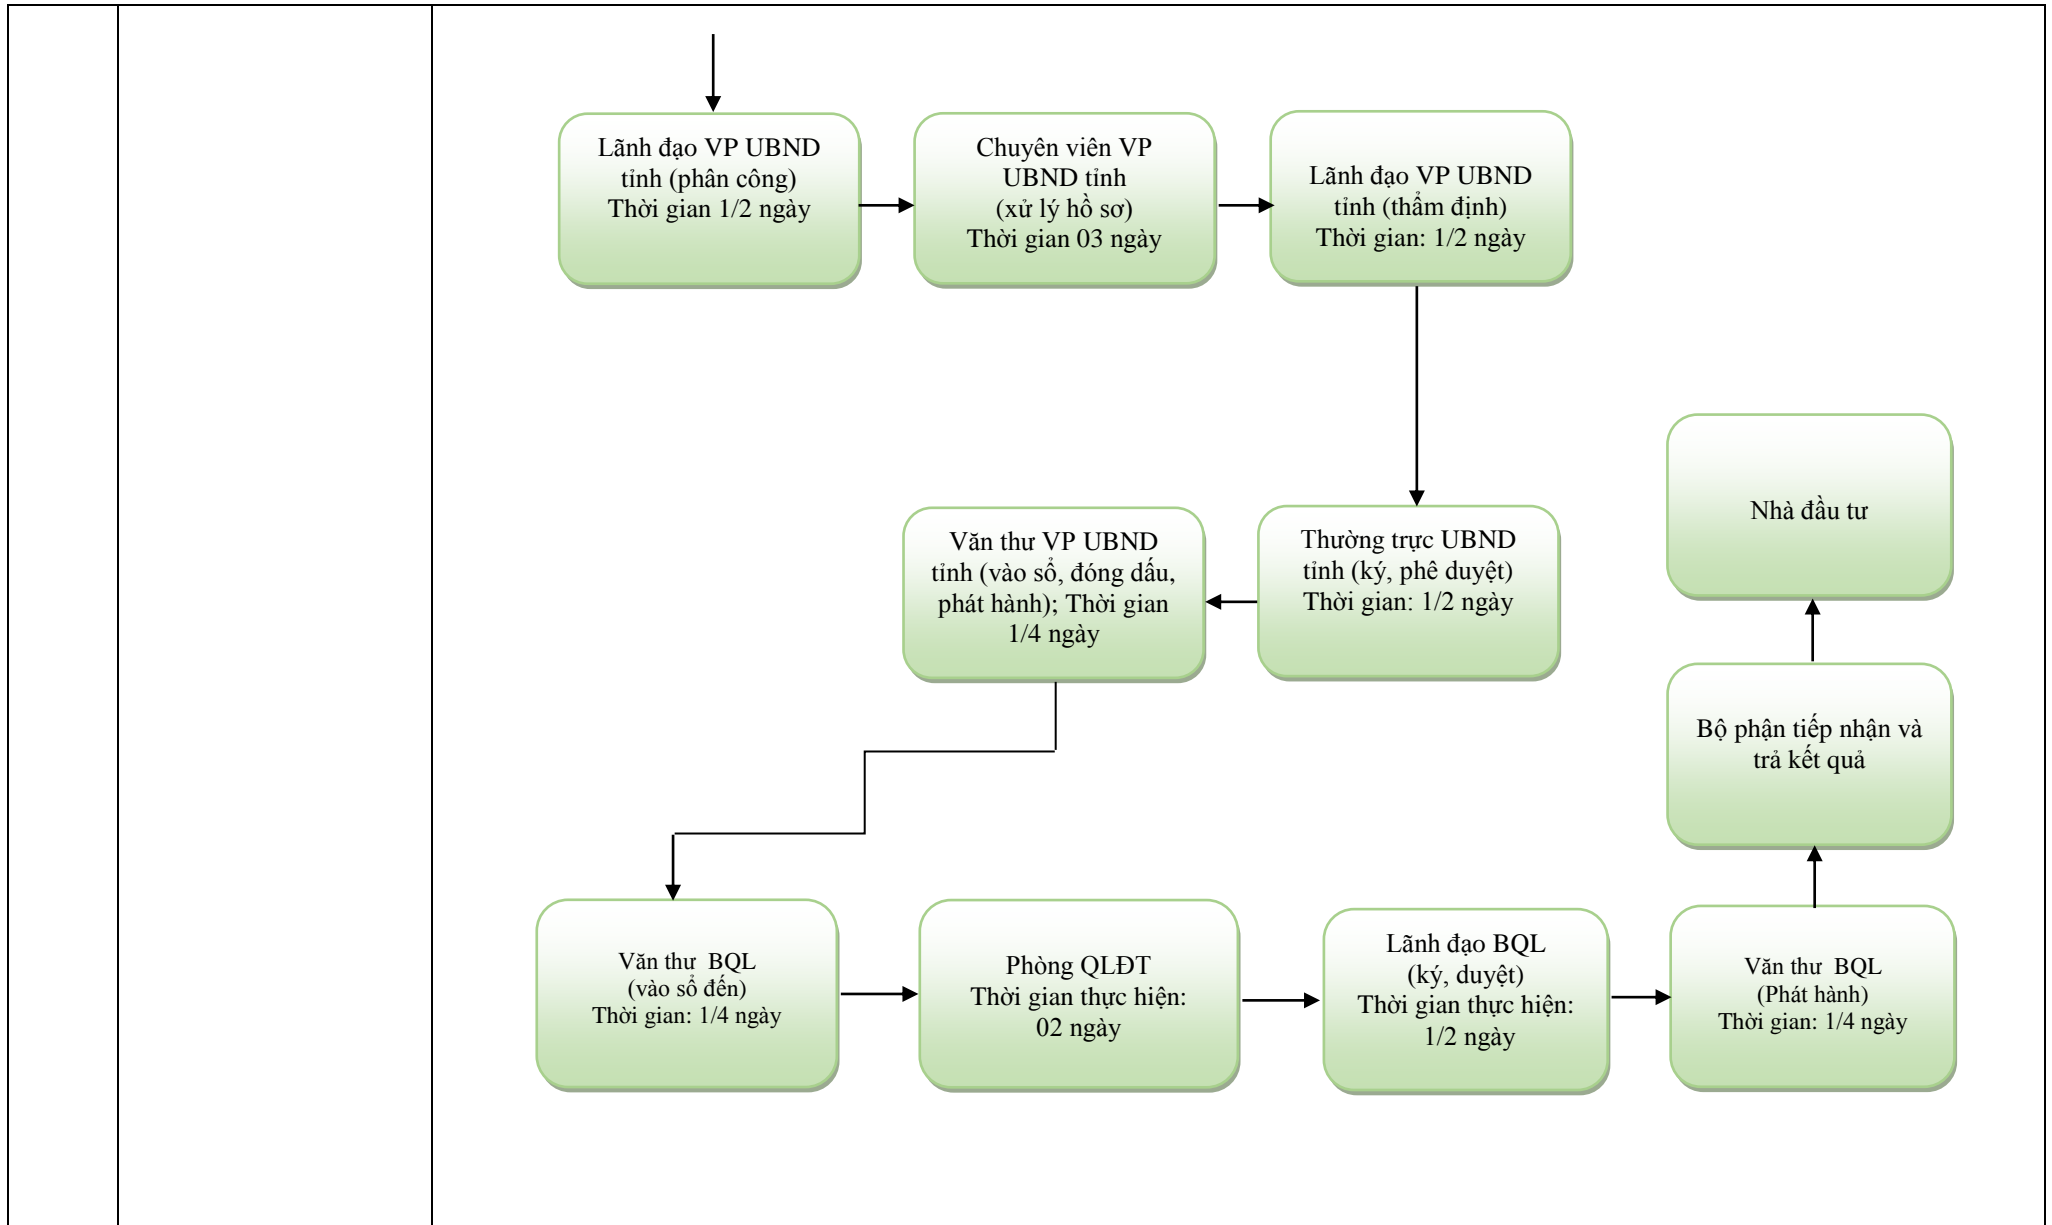 Lãnh đạo VP UBND
tỉnh (phân công)
Thời gian 1/2 ngày
Chuyên viên VP
UBND tỉnh
(xử lý hồ sơ)
Thời gian 03 ngày
Lãnh đạo VP UBND
tỉnh (thẩm định)
Thời gian: 1/2 ngày
Thường trực UBND
tỉnh (ký, phê duyệt)
Thời gian: 1/2 ngày
Văn thư VP UBND
tỉnh (vào sổ, đóng dấu,
phát hành); Thời gian
1/4 ngày
Văn thư BQL
(vào sổ đến)
Thời gian: 1/4 ngày
Phòng QLĐT
Thời gian thực hiện:
02 ngày
Lãnh đạo BQL
(ký, duyệt)
Thời gian thực hiện:
1/2 ngày
Văn thư BQL
(Phát hành)
Thời gian: 1/4 ngày
Bộ phận tiếp nhận và
trả kết quả
Nhà đầu tư